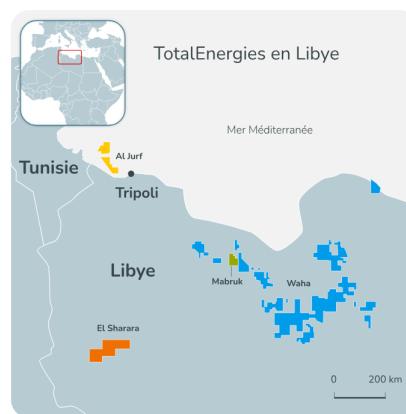 TotalEnergies en Libye
Mer Méditerranée
Al Jurf
Tunisie
Tripoli
Libye
Mabruk
Waha
El Sharara
0 200 km